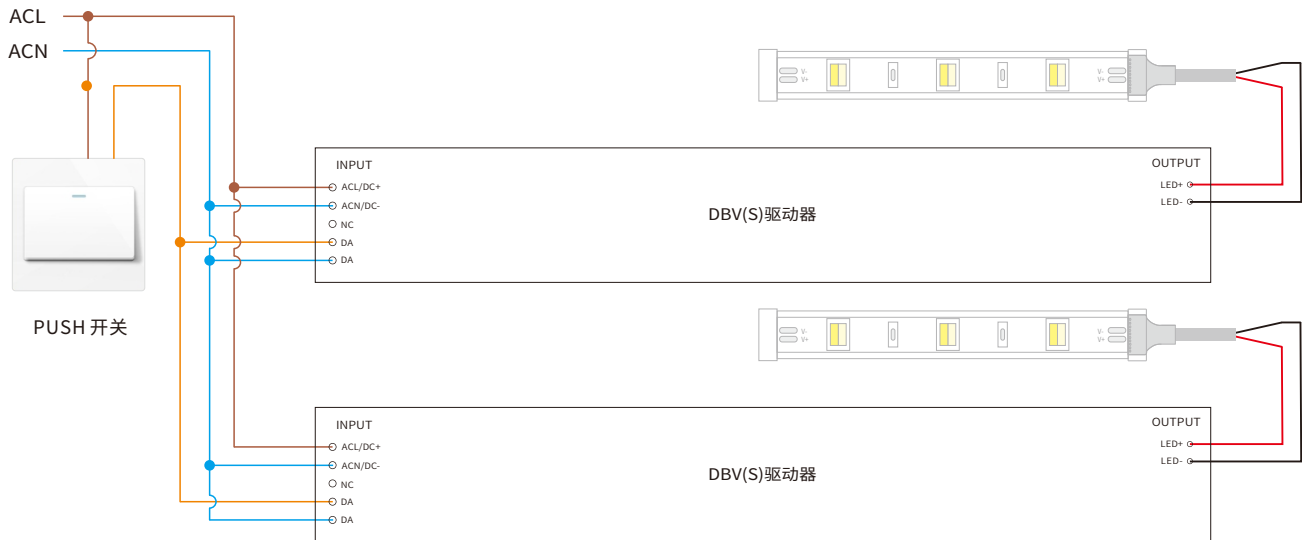 ACL
ACN
V-
V+
V-
V+
INPUT
OUTPUT
ACL/DC+
LED+
ACN/DC-
LED-
NC
DBV(S)驱动器
DA
DA
PUSH 开关
V-
V+
V-
V+
INPUT
OUTPUT
ACL/DC+
LED+
ACN/DC-
LED-
NC
DBV(S)驱动器
DA
DA